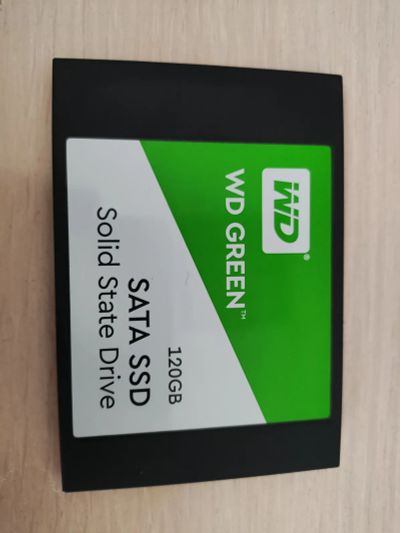 WD®
WD GREEN™
120GB
SATA SSD
Solid State Drive